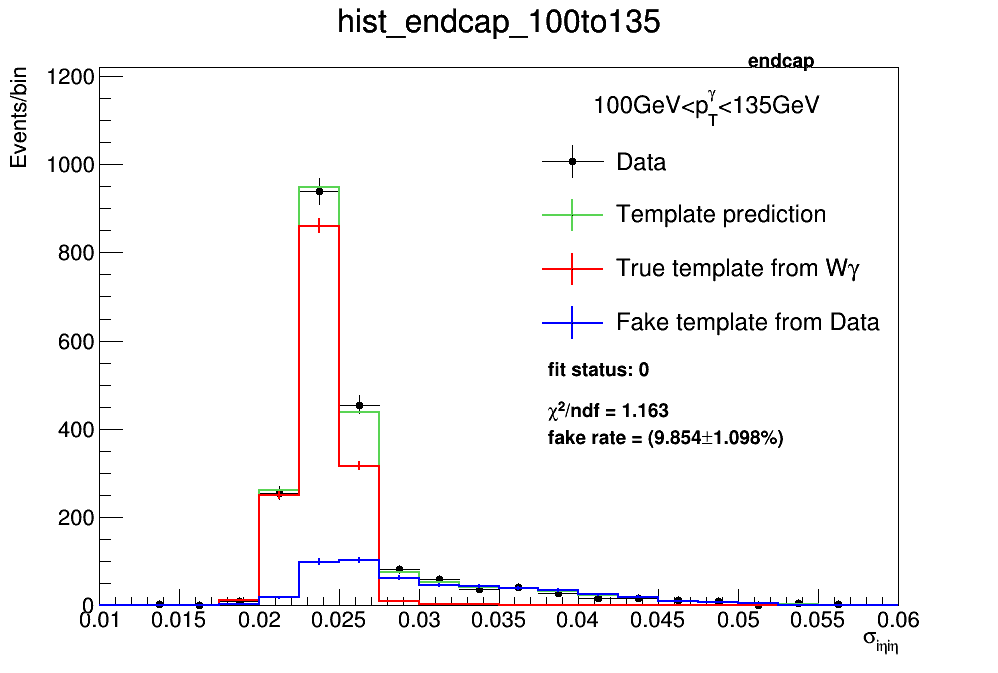 hist_endcap_100to135
endcap
Events/bin
1200
1000
800
600
400
200
0
100GeV<p_T^γ<135GeV
Data
Template prediction
True template from Wγ
Fake template from Data
fit status: 0
χ²/ndf = 1.163
fake rate = (9.854±1.098%)
0.01 0.015 0.02 0.025 0.03 0.035 0.04 0.045 0.05 0.055 0.06
σ_iηiη